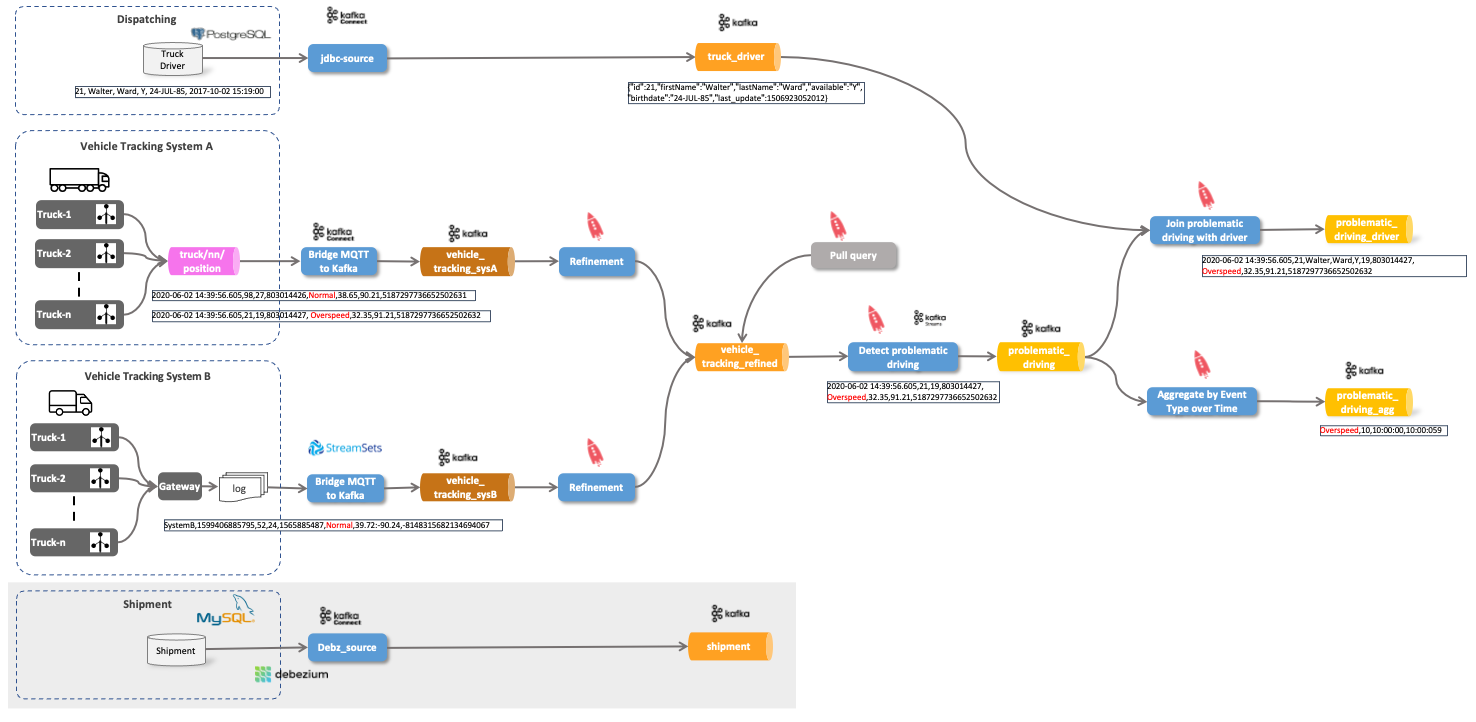 Dispatching
PostgreSQL
Truck
Driver
21, Walter, Ward, Y, 24-JUL-85, 2017-10-02 15:19:00
kafka
Connect
jdbc-source
kafka
truck_driver
{"id":21,"firstName":"Walter","lastName":"Ward","available":"Y",
"birthdate":"24-JUL-85","last_update":1506923052012}
Vehicle Tracking System A
Truck-1
Truck-2
Truck-n
truck/nn/
position
kafka
Connect
Bridge MQTT
to Kafka
kafka
vehicle_
tracking_sysA
Refinement
2020-06-02 14:39:56.605,98,27,803014426,Normal,38.65,90.21,5187297736652502631
2020-06-02 14:39:56.605,21,19,803014427, Overspeed,32.35,91.21,5187297736652502632
Pull query
kafka
vehicle_
tracking_refined
kafka
Streams
Detect problematic
driving
2020-06-02 14:39:56.605,21,19,803014427,
Overspeed,32.35,91.21,5187297736652502632
kafka
problematic_
driving
Join problematic
driving with driver
problematic_
driving_driver
2020-06-02 14:39:56.605,21,Walter,Ward,Y,19,803014427,
Overspeed,32.35,91.21,5187297736652502632
Aggregate by Event
Type over Time
kafka
problematic_
driving_agg
Overspeed,10,10:00:00,10:00:059
Vehicle Tracking System B
Truck-1
Truck-2
Truck-n
Gateway
log
StreamSets
Bridge MQTT
to Kafka
kafka
vehicle_
tracking_sysB
Refinement
SystemB,1599406885795,52,24,1565885487,Normal,39.72:-90.24,-8148315682134694067
Shipment
MySQL
Shipment
kafka
Connect
Debz_source
debezium
kafka
shipment